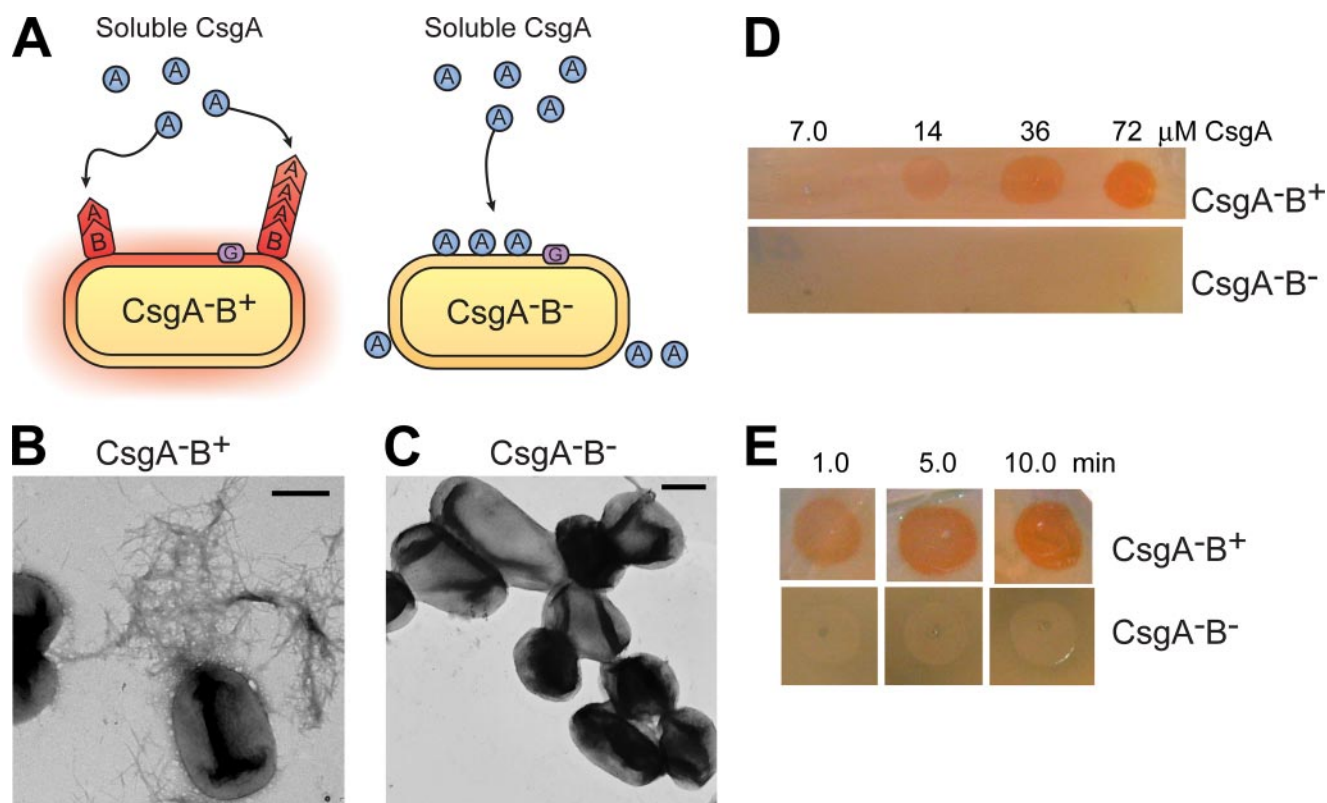 A
Soluble CsgA
A A A A
A A A A A
B B
G
CsgA⁻B⁺
Soluble CsgA
A A A A A
A A A G
CsgA⁻B⁻
A A A
D
7.0 14 36 72 μM CsgA
CsgA⁻B⁺
CsgA⁻B⁻
B CsgA⁻B⁺
C CsgA⁻B⁻
E
1.0 5.0 10.0 min
CsgA⁻B⁺
CsgA⁻B⁻